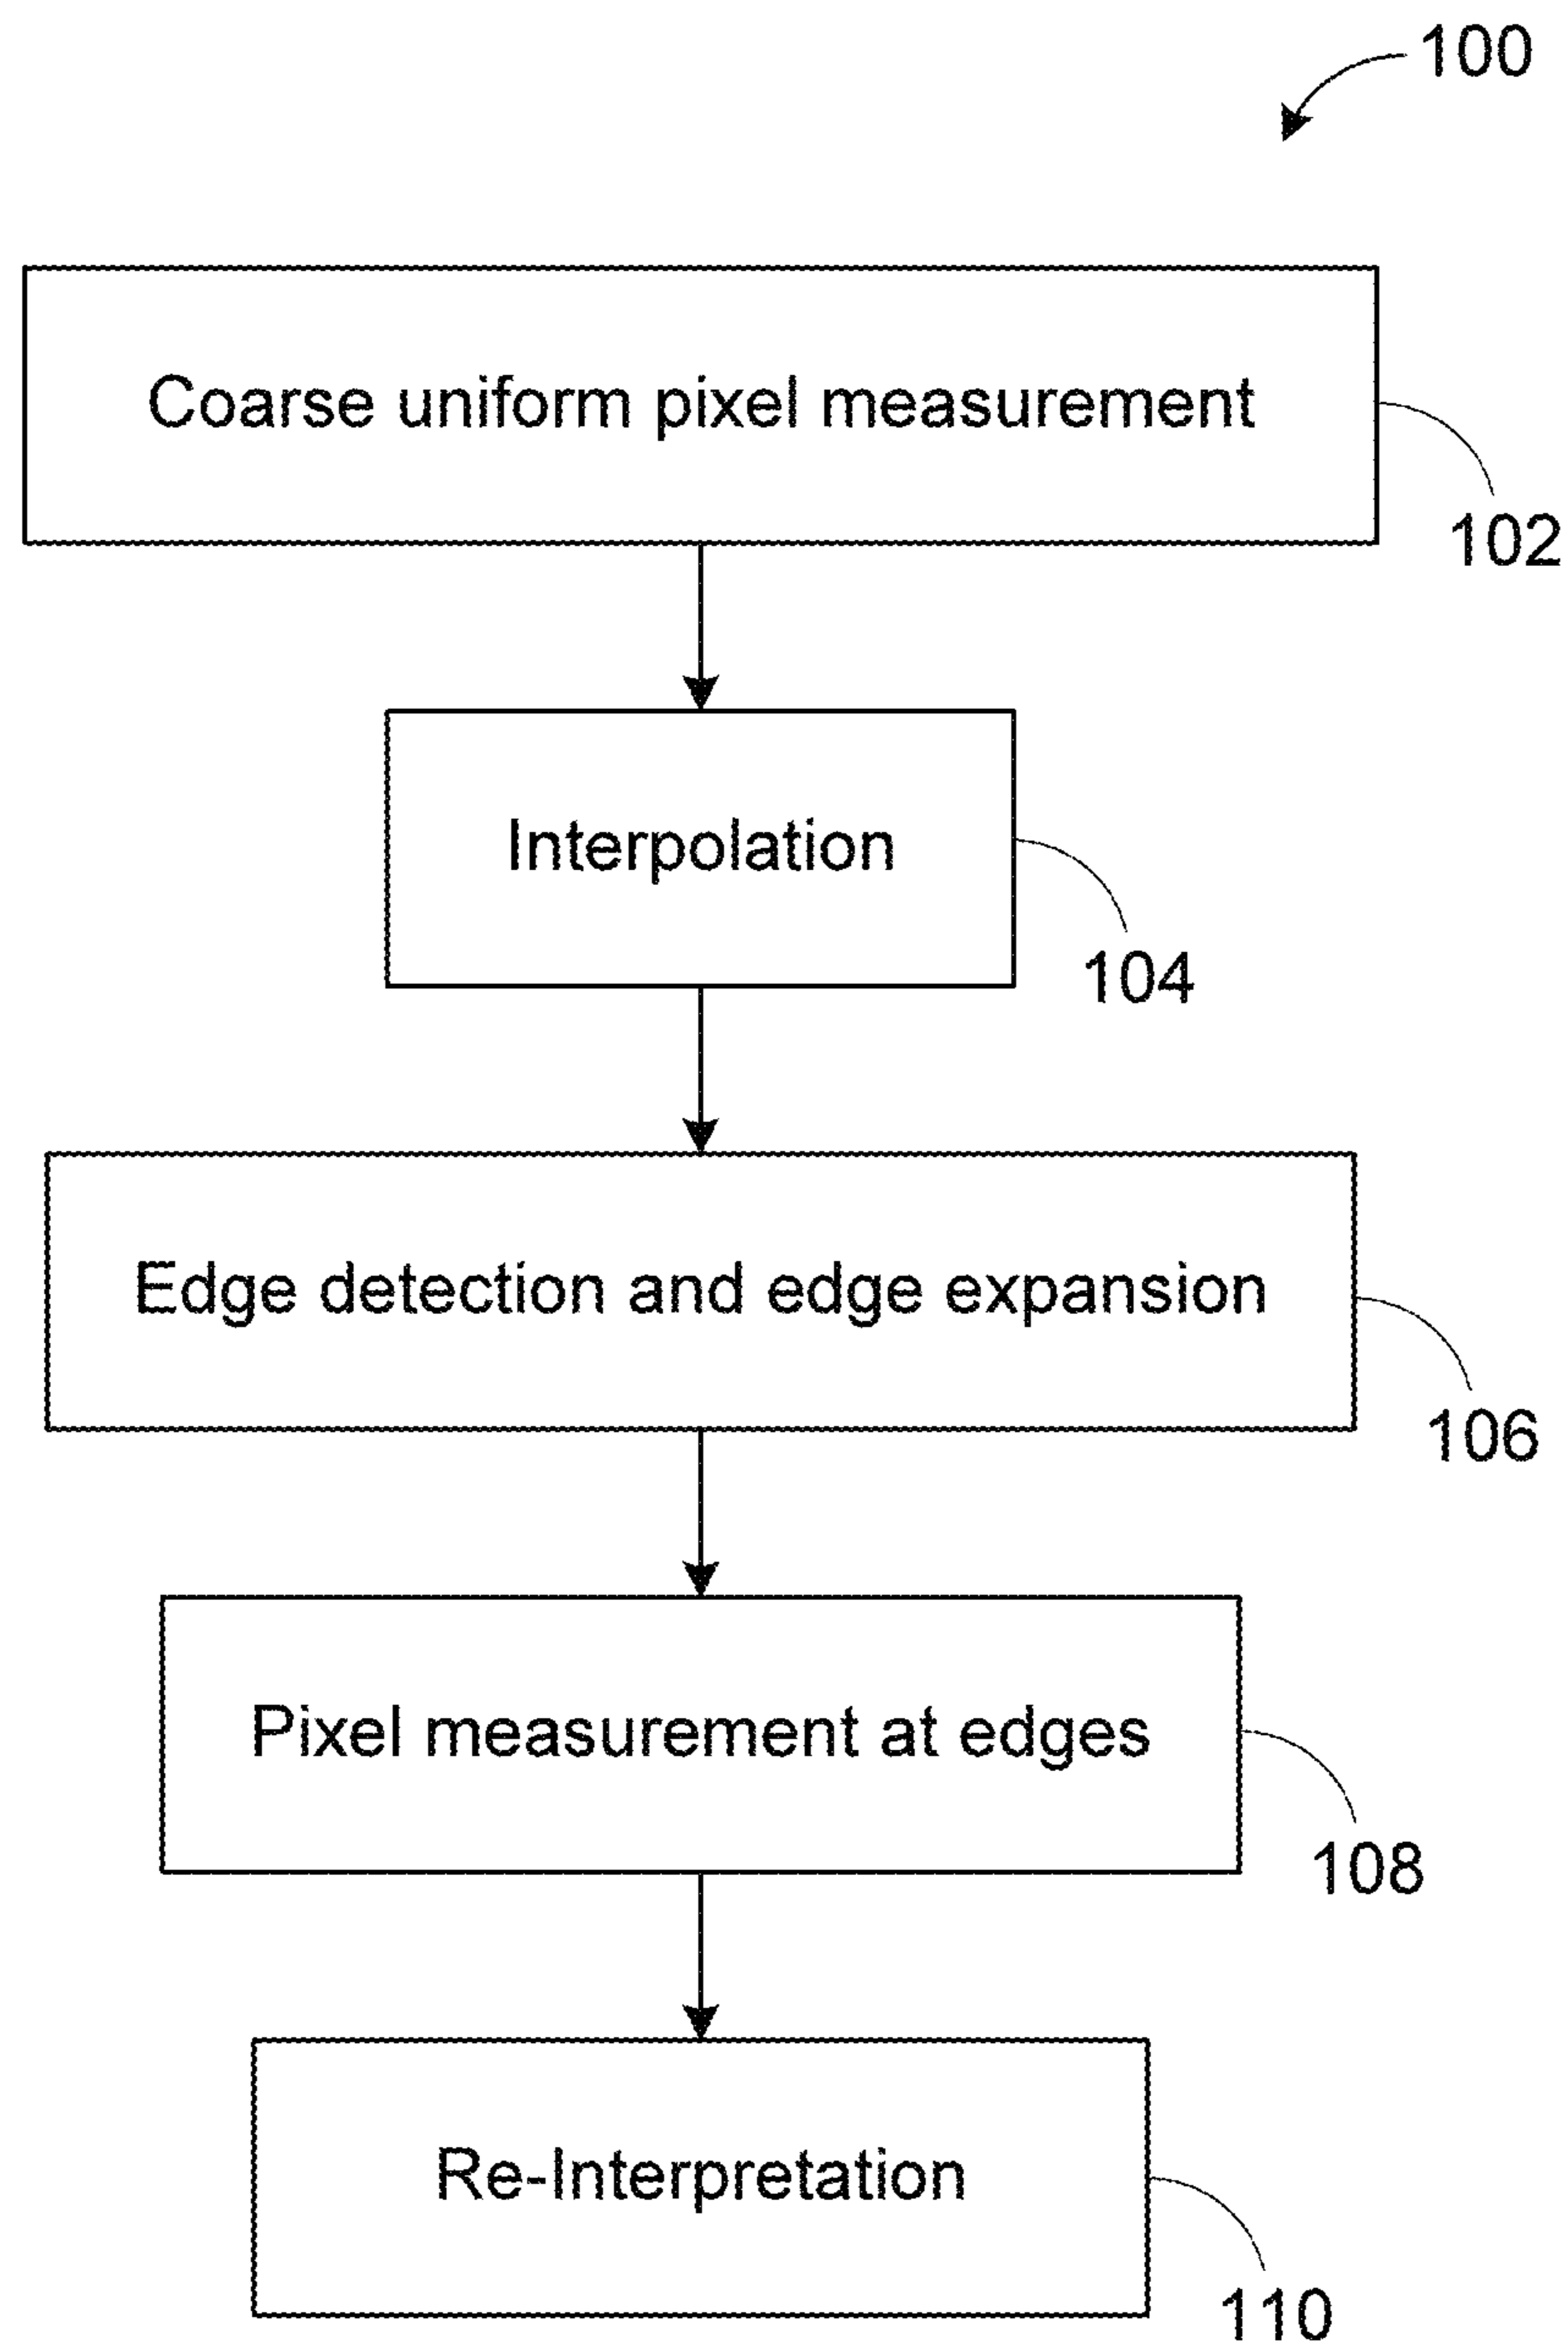 100
Coarse uniform pixel measurement
102
Interpolation
104
Edge detection and edge expansion
106
Pixel measurement at edges
108
Re-Interpretation
110